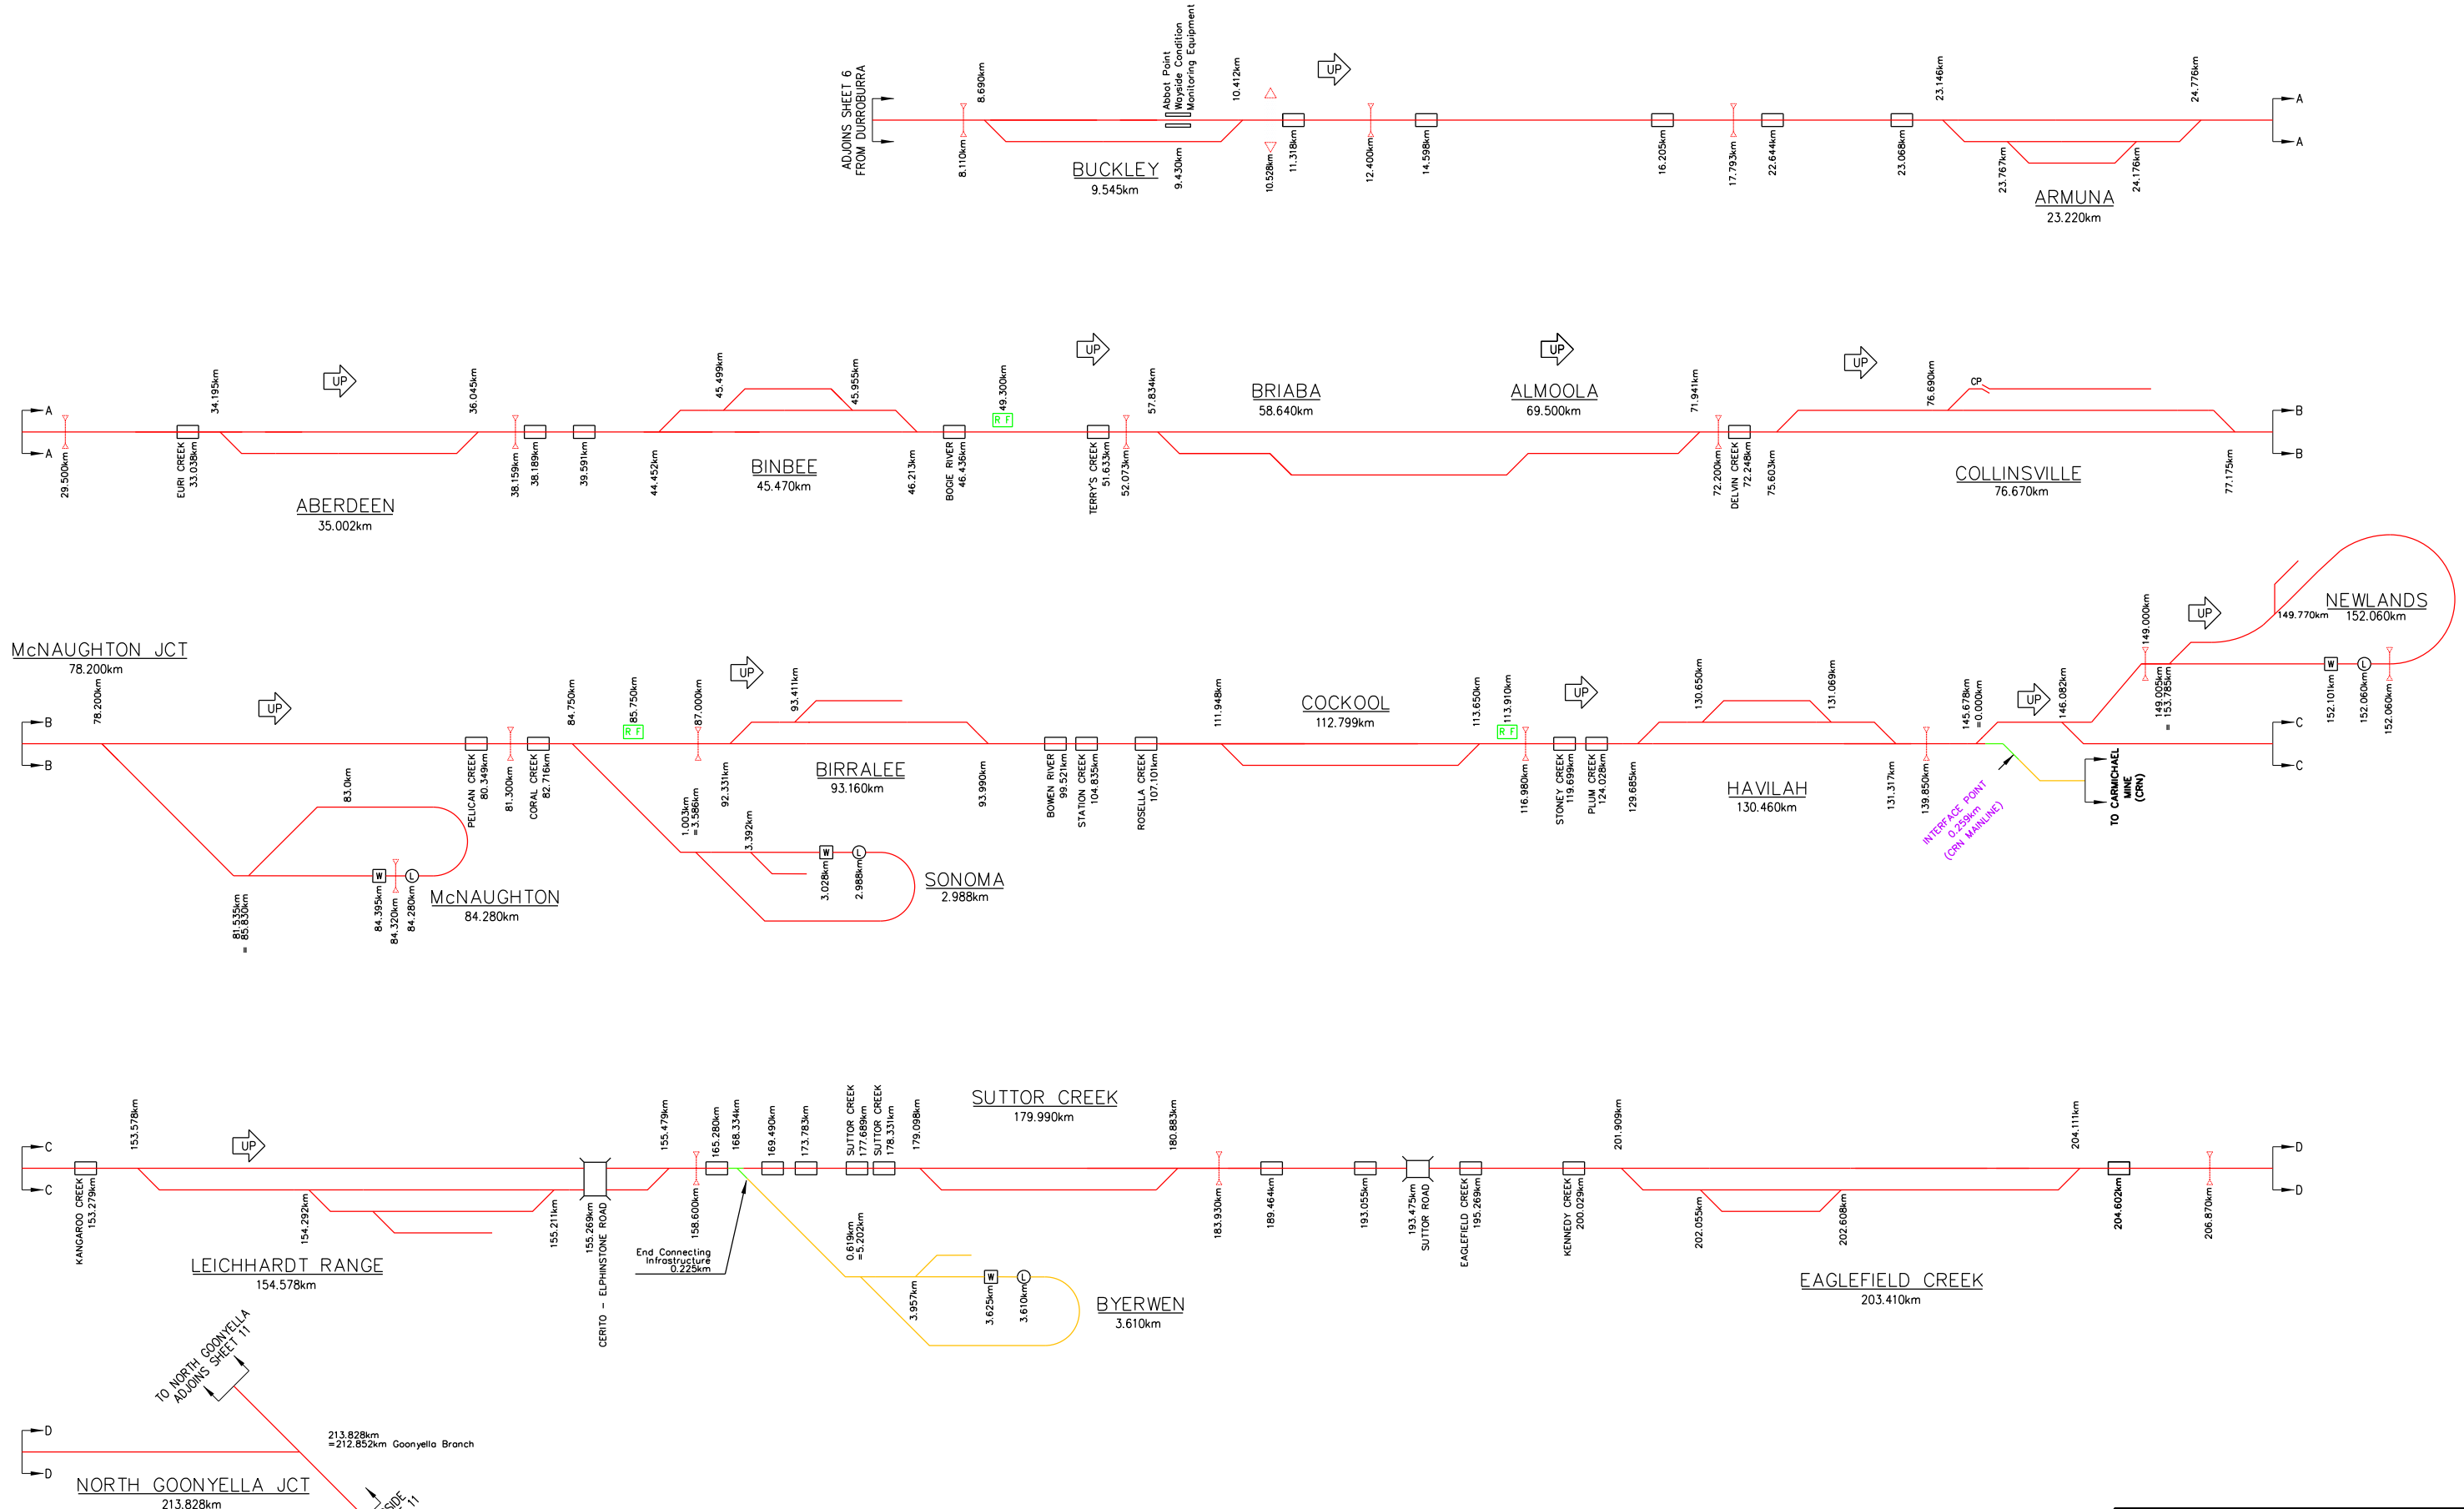 ADJOINS SHEET 6
FROM DURROBURRA
8.110km
8.690km
BUCKLEY
9.545km
Abbot Point
Wayside Condition
Monitoring Equipment
9.430km
10.412km
10.528km
11.318km
UP
12.400km
14.598km
16.205km
17.793km
22.644km
23.068km
23.146km
23.767km
24.176km
24.776km
ARMUNA
23.220km
A
A
A
A
29.500km
EURI CREEK
33.038km
34.195km
UP
ABERDEEN
35.002km
36.045km
38.159km
38.189km
39.591km
44.452km
45.499km
BINBEE
45.470km
45.955km
46.213km
BOGIE RIVER
46.436km
49.300km
R F
UP
TERRY'S CREEK
51.633km
52.073km
57.834km
BRIABA
58.640km
UP
ALMOOLA
69.500km
71.941km
72.200km
DELVIN CREEK
72.248km
75.603km
UP
76.690km
CP
COLLINSVILLE
76.670km
77.175km
B
B
McNAUGHTON JCT
78.200km
78.200km
B
B
UP
81.535km
= 85.830km
83.0km
84.395km
84.320km
84.280km
W
L
McNAUGHTON
84.280km
PELICAN CREEK
80.349km
81.300km
CORAL CREEK
82.716km
84.750km
85.750km
R F
87.000km
UP
92.331km
93.411km
BIRRALEE
93.160km
93.990km
1.003km
=3.586km
3.392km
W
L
3.028km
2.988km
SONOMA
2.988km
BOWEN RIVER
99.521km
STATION CREEK
104.835km
ROSELLA CREEK
107.101km
111.948km
COCKOOL
112.799km
113.650km
113.910km
R F
116.980km
UP
STONEY CREEK
119.699km
PLUM CREEK
124.028km
129.685km
130.650km
131.069km
HAVILAH
130.460km
131.317km
139.850km
145.678km
=0.000km
UP
INTERFACE POINT
0.259km
(CRN MAINLINE)
146.082km
TO CARMICHAEL
MINE
(CRN)
149.000km
149.005km
= 153.785km
UP
149.770km
NEWLANDS
152.060km
W
L
152.101km
152.060km
152.060km
C
C
C
C
KANGAROO CREEK
153.279km
153.578km
UP
154.292km
LEICHHARDT RANGE
154.578km
155.211km
155.269km
CERITO - ELPHINSTONE ROAD
155.479km
158.600km
165.280km
168.334km
End Connecting
Infrastructure
0.225km
169.490km
173.783km
SUTTOR CREEK
177.689km
SUTTOR CREEK
178.331km
179.098km
SUTTOR CREEK
179.990km
180.883km
0.619km
=5.202km
3.957km
W
L
3.625km
3.610km
BYERWEN
3.610km
183.930km
189.464km
193.055km
193.475km
SUTTOR ROAD
EAGLEFIELD CREEK
195.269km
KENNEDY CREEK
200.029km
201.909km
202.055km
202.608km
EAGLEFIELD CREEK
203.410km
204.111km
204.602km
206.870km
D
D
TO NORTH GOONYELLA
ADJOINS SHEET 11
D
D
213.828km
=212.852km Goonyella Branch
NORTH GOONYELLA JCT
213.828km